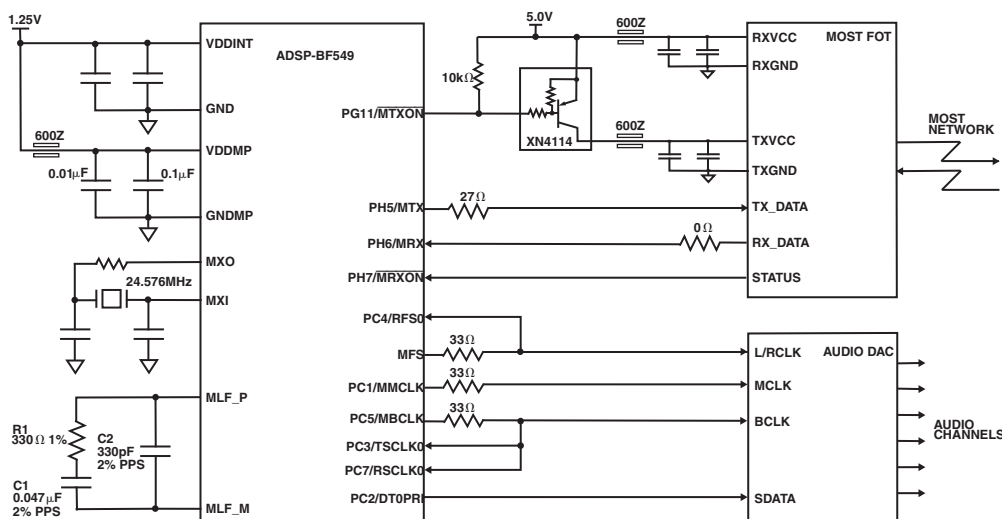 1.25V
5.0V
ADSP-BF549
MOST FOT
VDDINT
GND
600Z
VDDMP
0.01μF
0.1μF
GNDMP
MXO
24.576MHz
MXI
MLF_P
R1
330Ω 1%
C2
330pF
2% PPS
C1
0.047μF
2% PPS
MLF_M
10kΩ
PG11/MTXON
XN4114
600Z
600Z
RXVCC
RXGND
TXVCC
TXGND
MOST
NETWORK
PH5/MTX
27Ω
TX_DATA
PH6/MRX
0Ω
RX_DATA
PH7/MRXON
STATUS
PC4/RFS0
MFS
33Ω
L/RCLK
AUDIO DAC
PC1/MMCLK
33Ω
MCLK
PC5/MBCLK
33Ω
BCLK
AUDIO
CHANNELS
PC3/TSCLK0
PC7/RSCLK0
PC2/DT0PRI
SDATA